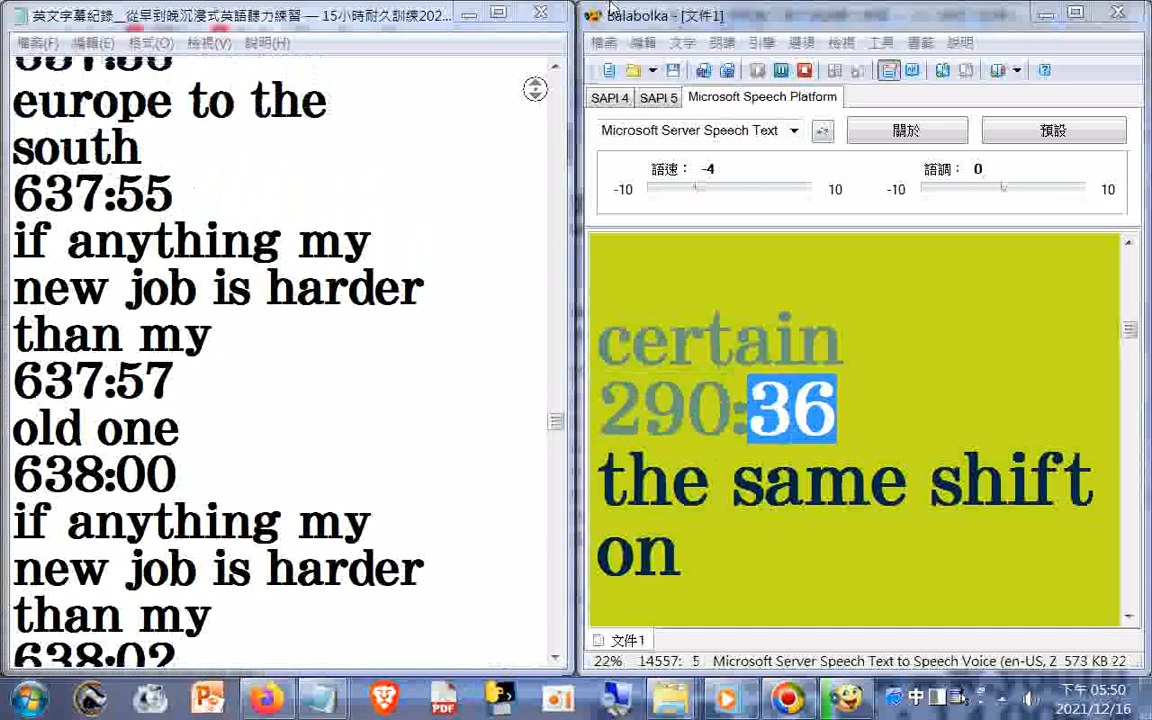 英文字幕紀錄__從早到晚沉浸式英語聽力練習 — 15小時耐久訓練202...
檔案(F) 編輯(E) 格式(O) 檢視(V) 說明(H)
europe to the
south
637:55
if anything my
new job is harder
than my
637:57
old one
638:00
if anything my
new job is harder
than my
638:02
Balabolka - [文件1]
檔案 編輯 文字 朗讀 引擎 選項 檢視 工具 書籤 說明
SAPI 4 SAPI 5 Microsoft Speech Platform
Microsoft Server Speech Text 關於 預設
語速： -4 語調： 0
-10 10 -10 10
certain
290:36
the same shift
on
文件1
22% 14557: 5 Microsoft Server Speech Text to Speech Voice (en-US, Z 573 KB 22
PDF
中
下午 05:50
2021/12/16